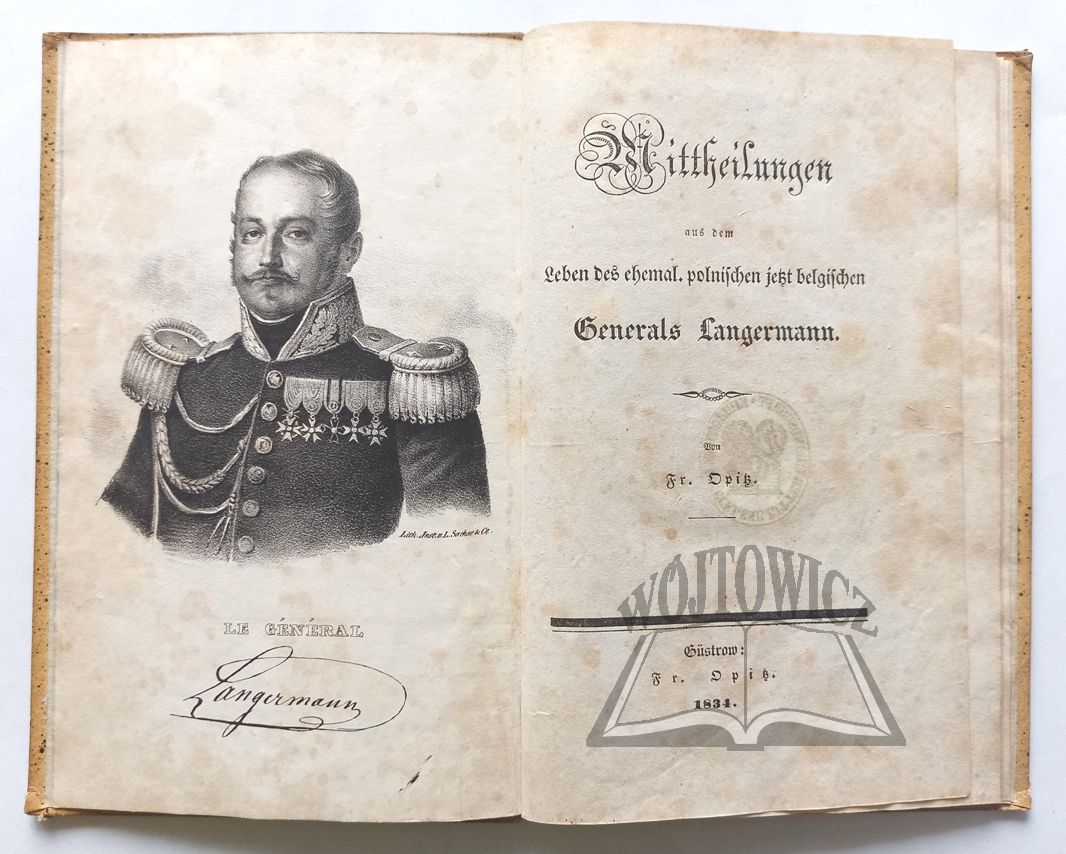 Lith. Inst. v. L. Sachse & Co.
LE GÉNÉRAL
Langermann
Mittheilungen
aus dem
Leben des ehemal. polnischen jetzt belgischen
Generals Langermann.
Von
Fr. Opitz.
WÓJTOWICZ
Güstrow:
Fr. Opitz.
1834.